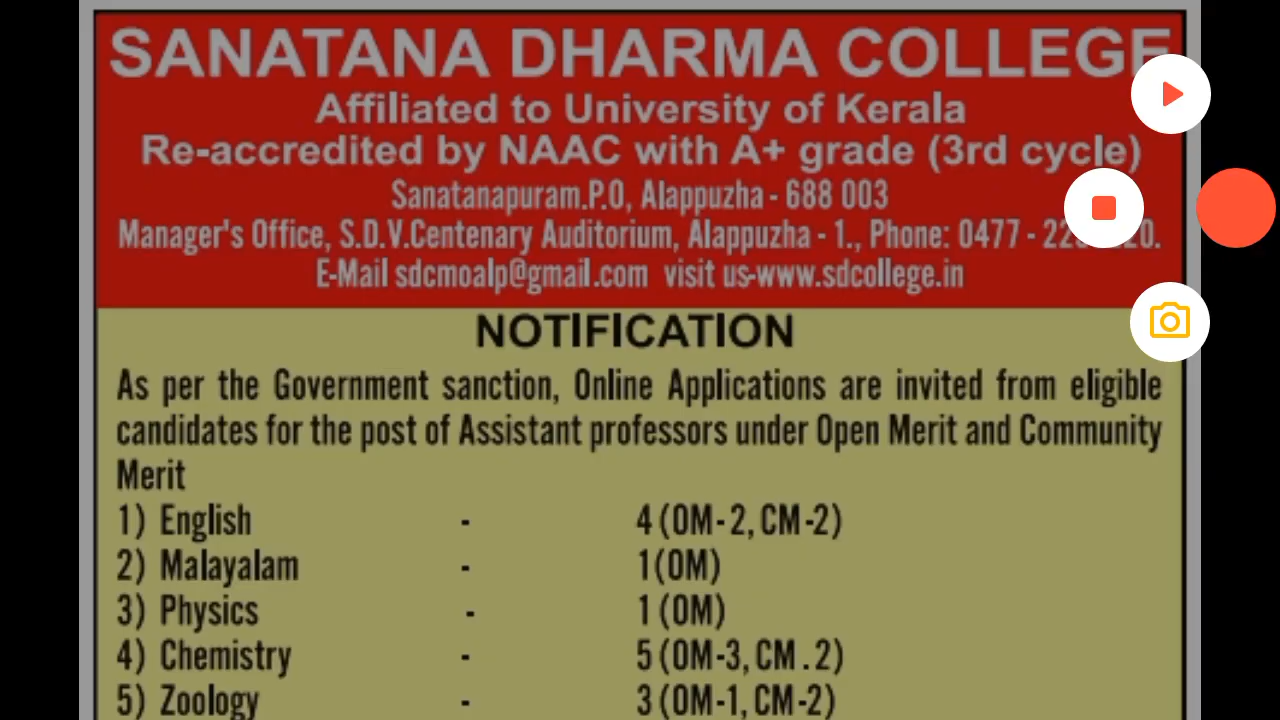 SANATANA DHARMA COLLEGE
Affiliated to University of Kerala
Re-accredited by NAAC with A+ grade (3rd cycle)
Sanatanapuram.P.O, Alappuzha - 688 003
Manager's Office, S.D.V.Centenary Auditorium, Alappuzha - 1., Phone: 0477 -
E-Mail sdcmoalp@gmail.com visit us-www.sdcollege.in
NOTIFICATION
As per the Government sanction, Online Applications are invited from eligible
candidates for the post of Assistant professors under Open Merit and Community
Merit
1) English - 4 (OM-2, CM-2)
2) Malayalam - 1(OM)
3) Physics - 1 (OM)
4) Chemistry - 5 (OM-3, CM.2)
5) Zoology - 3 (OM-1, CM-2)